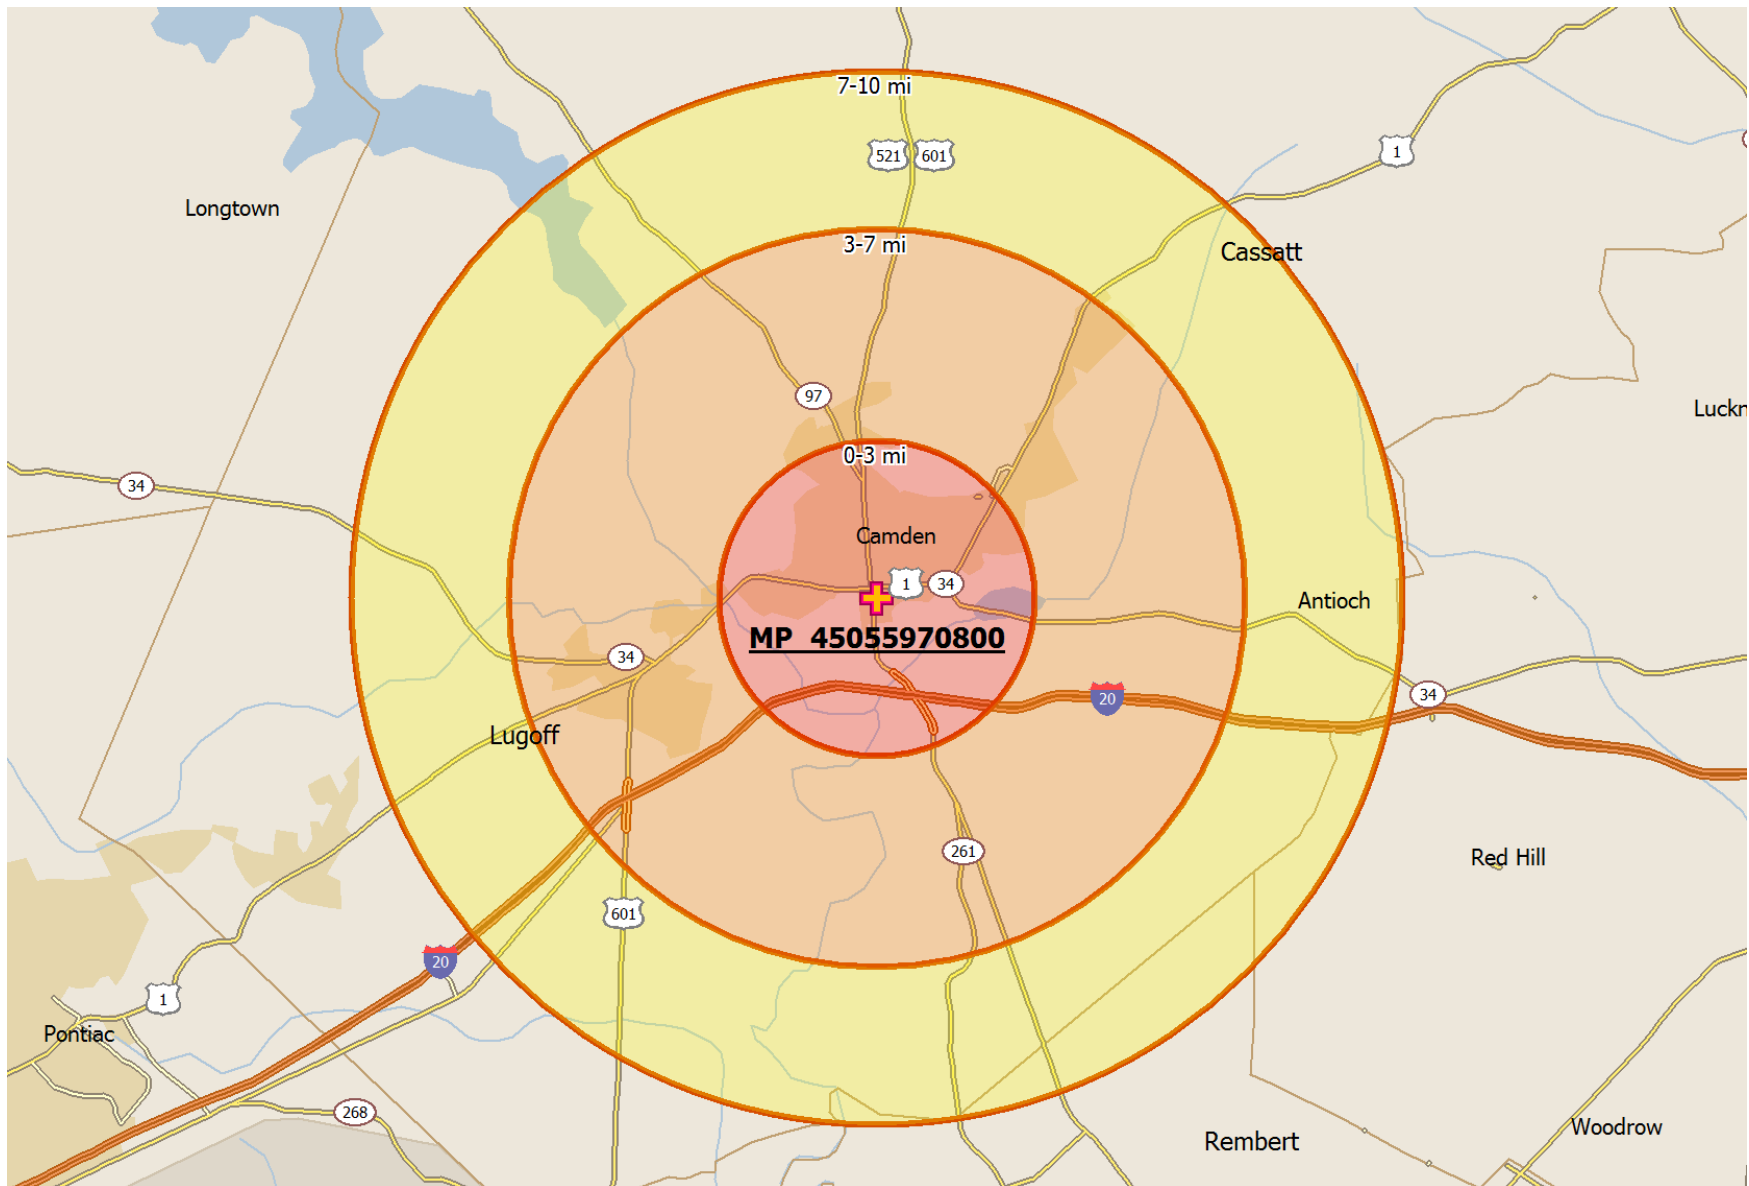 7-10 mi
521
601
1
Longtown
3-7 mi
Cassatt
97
Luckn
0-3 mi
34
Camden
1
34
Antioch
MP 45055970800
34
20
34
Lugoff
261
Red Hill
601
20
1
Pontiac
268
Woodrow
Rembert